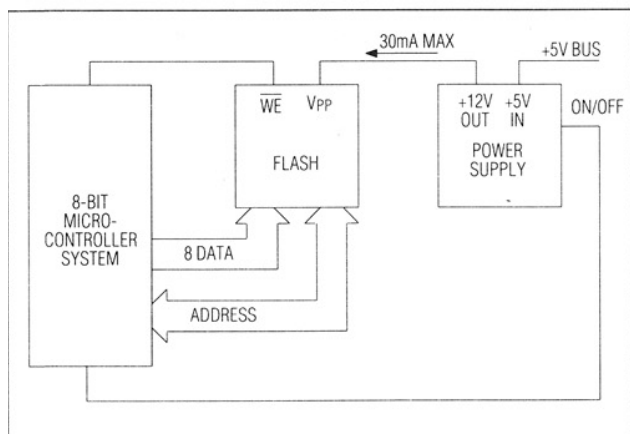 30mA MAX
+5V BUS
WE VPP
FLASH
+12V +5V
OUT IN
POWER
SUPPLY
ON/OFF
8-BIT
MICRO-
CONTROLLER
SYSTEM
8 DATA
ADDRESS